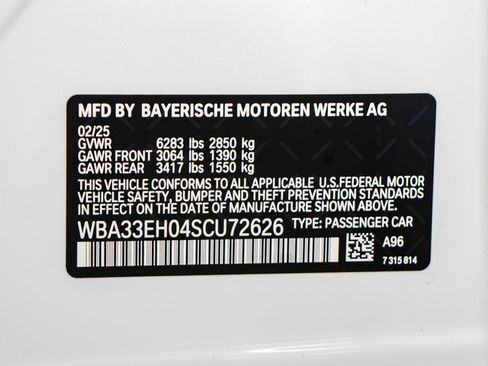 MFD BY BAYERISCHE MOTOREN WERKE AG
02/25
GVWR 6283 lbs 2850 kg
GAWR FRONT 3064 lbs 1390 kg
GAWR REAR 3417 lbs 1550 kg
THIS VEHICLE CONFORMS TO ALL APPLICABLE U.S.FEDERAL MOTOR
VEHICLE SAFETY, BUMPER AND THEFT PREVENTION STANDARDS
IN EFFECT ON THE DATE OF MANUFACTURE SHOWN ABOVE.
WBA33EH04SCU72626 TYPE: PASSENGER CAR
A96
7 315 814